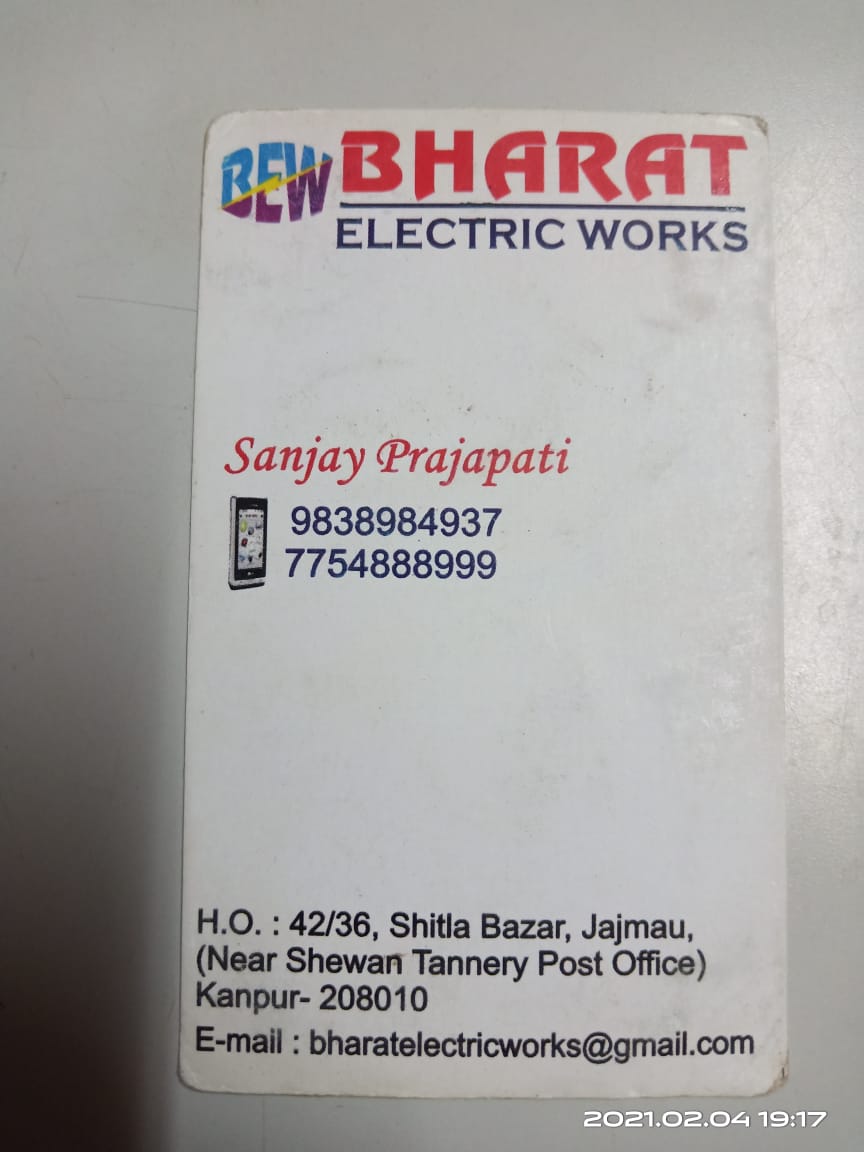 BEW BHARAT
ELECTRIC WORKS
Sanjay Prajapati
9838984937
7754888999
H.O. : 42/36, Shitla Bazar, Jajmau,
(Near Shewan Tannery Post Office)
Kanpur- 208010
E-mail : bharatelectricworks@gmail.com
2021.02.04 19:17